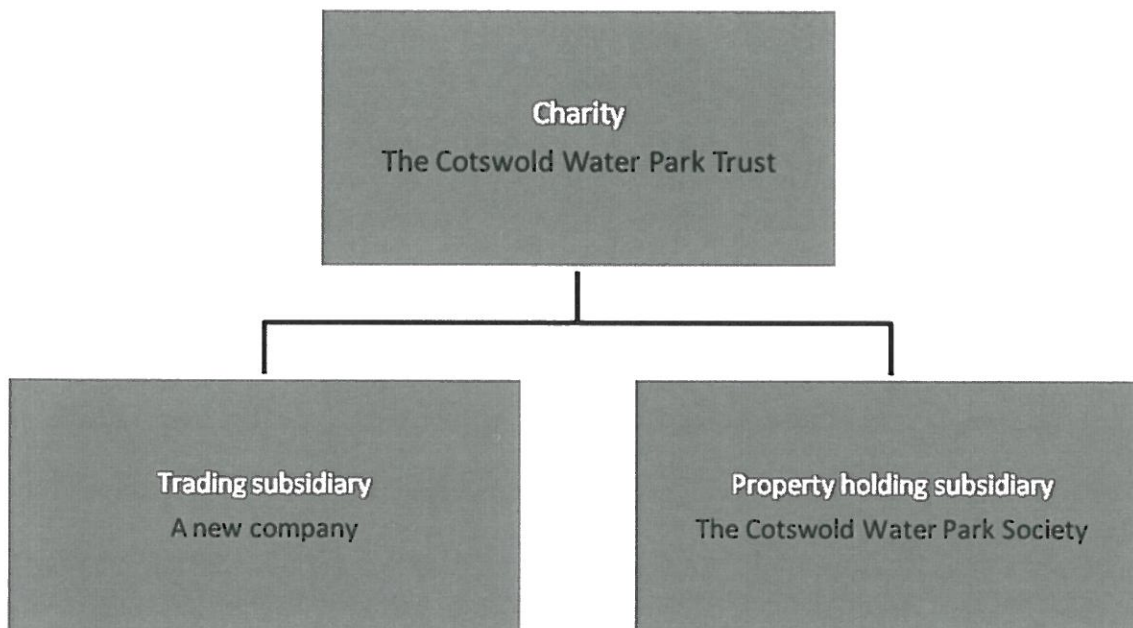 Charity
The Cotswold Water Park Trust
Trading subsidiary
A new company
Property holding subsidiary
The Cotswold Water Park Society